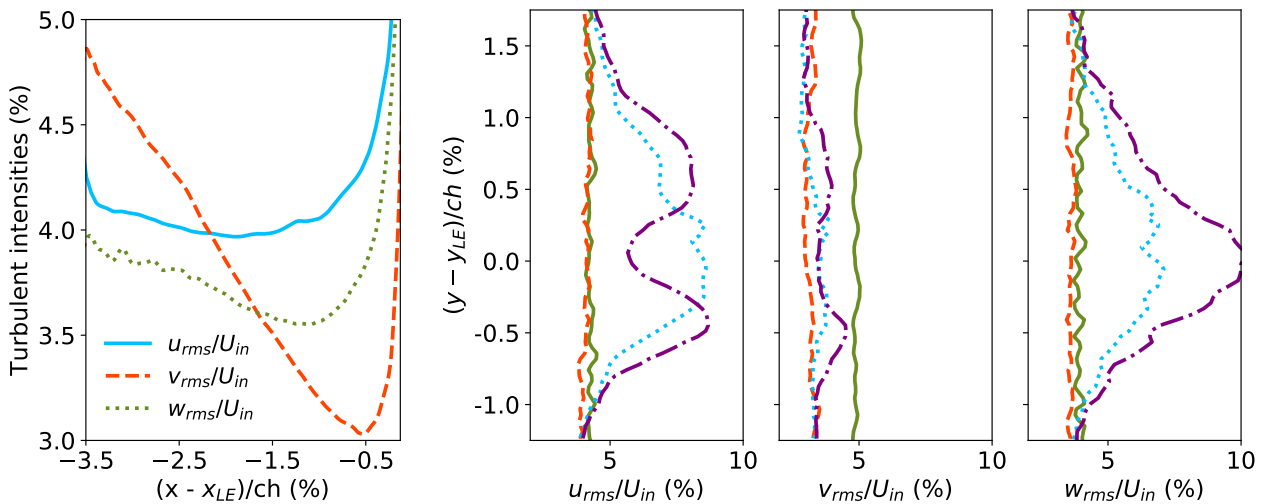 Turbulent intensities (%)
5.0
4.5
4.0
3.5
3.0
u_rms/U_in
v_rms/U_in
w_rms/U_in
−3.5 −2.5 −1.5 −0.5
(x - x_LE)/ch (%)
(y − y_LE)/ch (%)
1.5
1.0
0.5
0.0
-0.5
-1.0
5 10
u_rms/U_in (%)
5 10
v_rms/U_in (%)
5 10
w_rms/U_in (%)